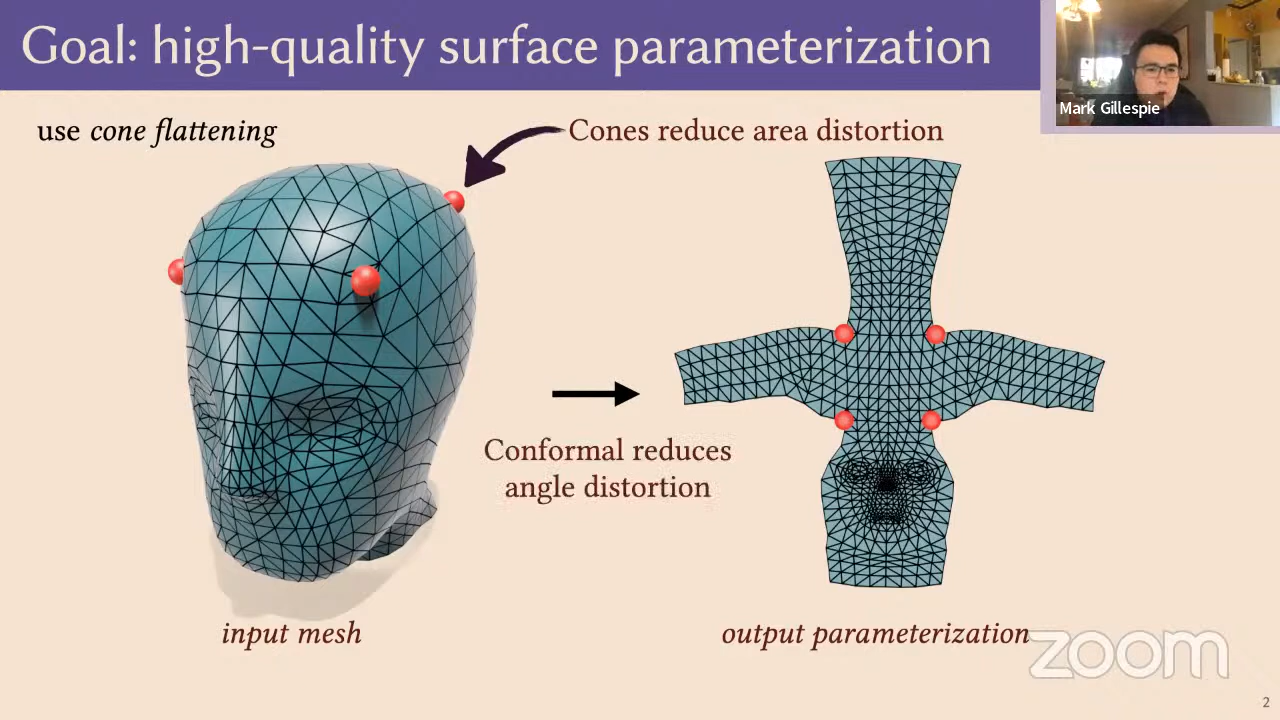 Goal: high-quality surface parameterization
Mark Gillespie
use cone flattening
Cones reduce area distortion
Conformal reduces
angle distortion
input mesh
output parameterization
zoom
2